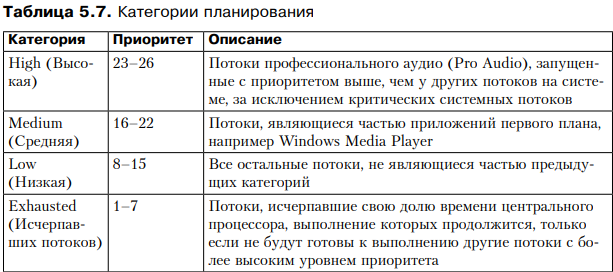 Таблица 5.7. Категории планирования
Категория Приоритет Описание
High (Высо-
кая) 23–26 Потоки профессионального аудио (Pro Audio), запущен-
ные с приоритетом выше, чем у других потоков на систе-
ме, за исключением критических системных потоков
Medium
(Средняя) 16–22 Потоки, являющиеся частью приложений первого плана,
например Windows Media Player
Low
(Низкая) 8–15 Все остальные потоки, не являющиеся частью предыду-
щих категорий
Exhausted
(Исчерпав-
ших потоков) 1–7 Потоки, исчерпавшие свою долю времени центрального
процессора, выполнение которых продолжится, только
если не будут готовы к выполнению другие потоки с бо-
лее высоким уровнем приоритета